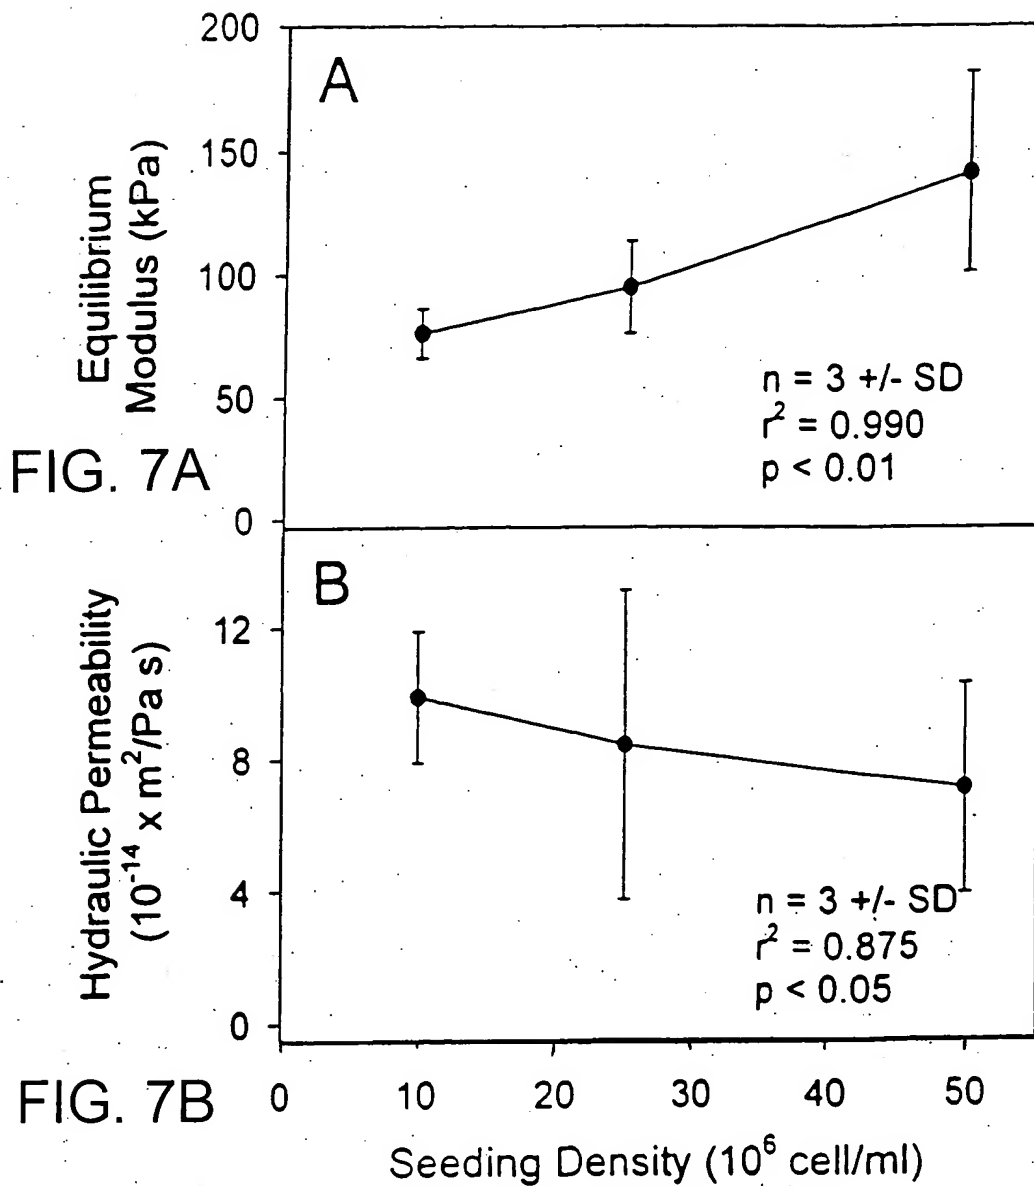 200
A
150
100
50
0
Equilibrium
Modulus (kPa)
n = 3 +/- SD
r² = 0.990
p < 0.01
FIG. 7A
B
12
8
4
0
Hydraulic Permeability
(10⁻¹⁴ x m²/Pa s)
n = 3 +/- SD
r² = 0.875
p < 0.05
FIG. 7B
0 10 20 30 40 50
Seeding Density (10⁶ cell/ml)